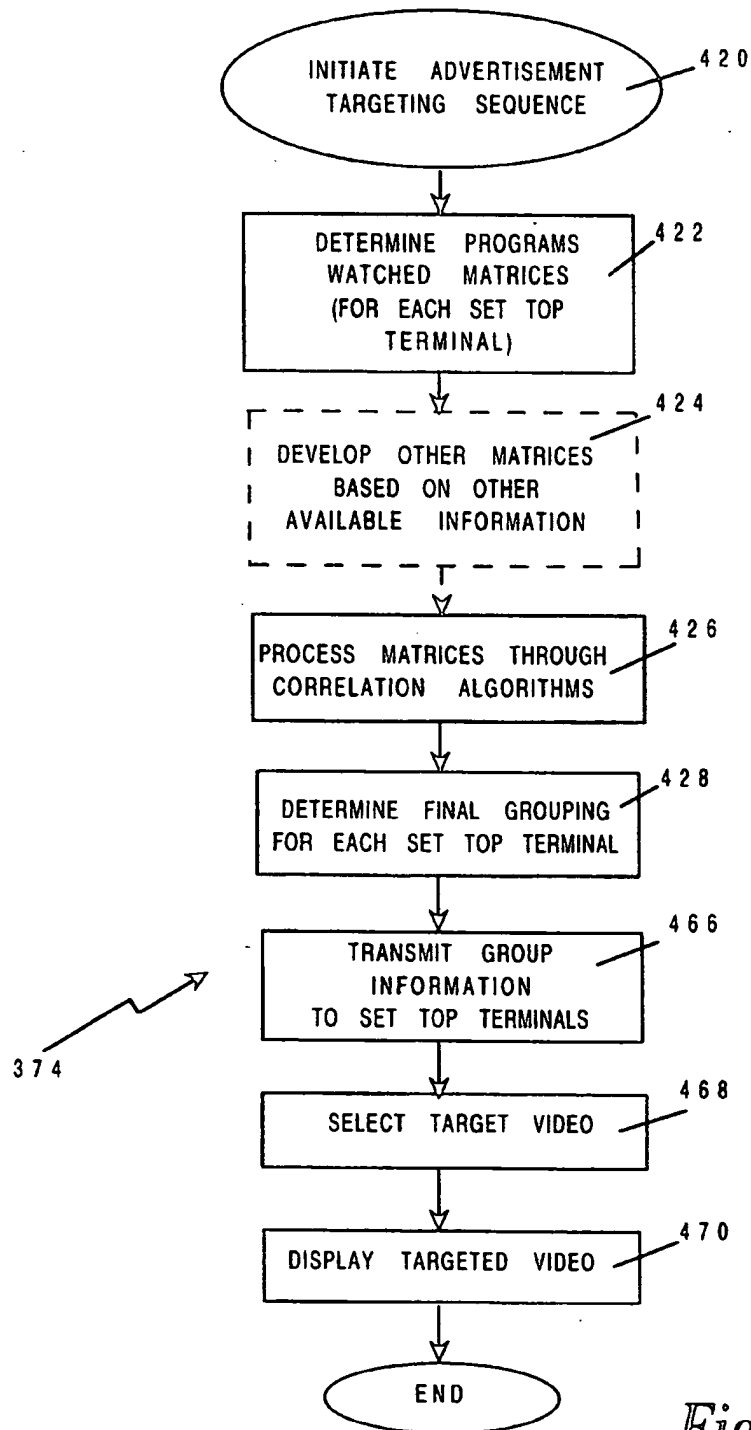 INITIATE ADVERTISEMENT
TARGETING SEQUENCE
420
DETERMINE PROGRAMS
WATCHED MATRICES
(FOR EACH SET TOP
TERMINAL)
422
424
DEVELOP OTHER MATRICES
BASED ON OTHER
AVAILABLE INFORMATION
426
PROCESS MATRICES THROUGH
CORRELATION ALGORITHMS
428
DETERMINE FINAL GROUPING
FOR EACH SET TOP TERMINAL
466
TRANSMIT GROUP
INFORMATION
TO SET TOP TERMINALS
374
468
SELECT TARGET VIDEO
470
DISPLAY TARGETED VIDEO
END